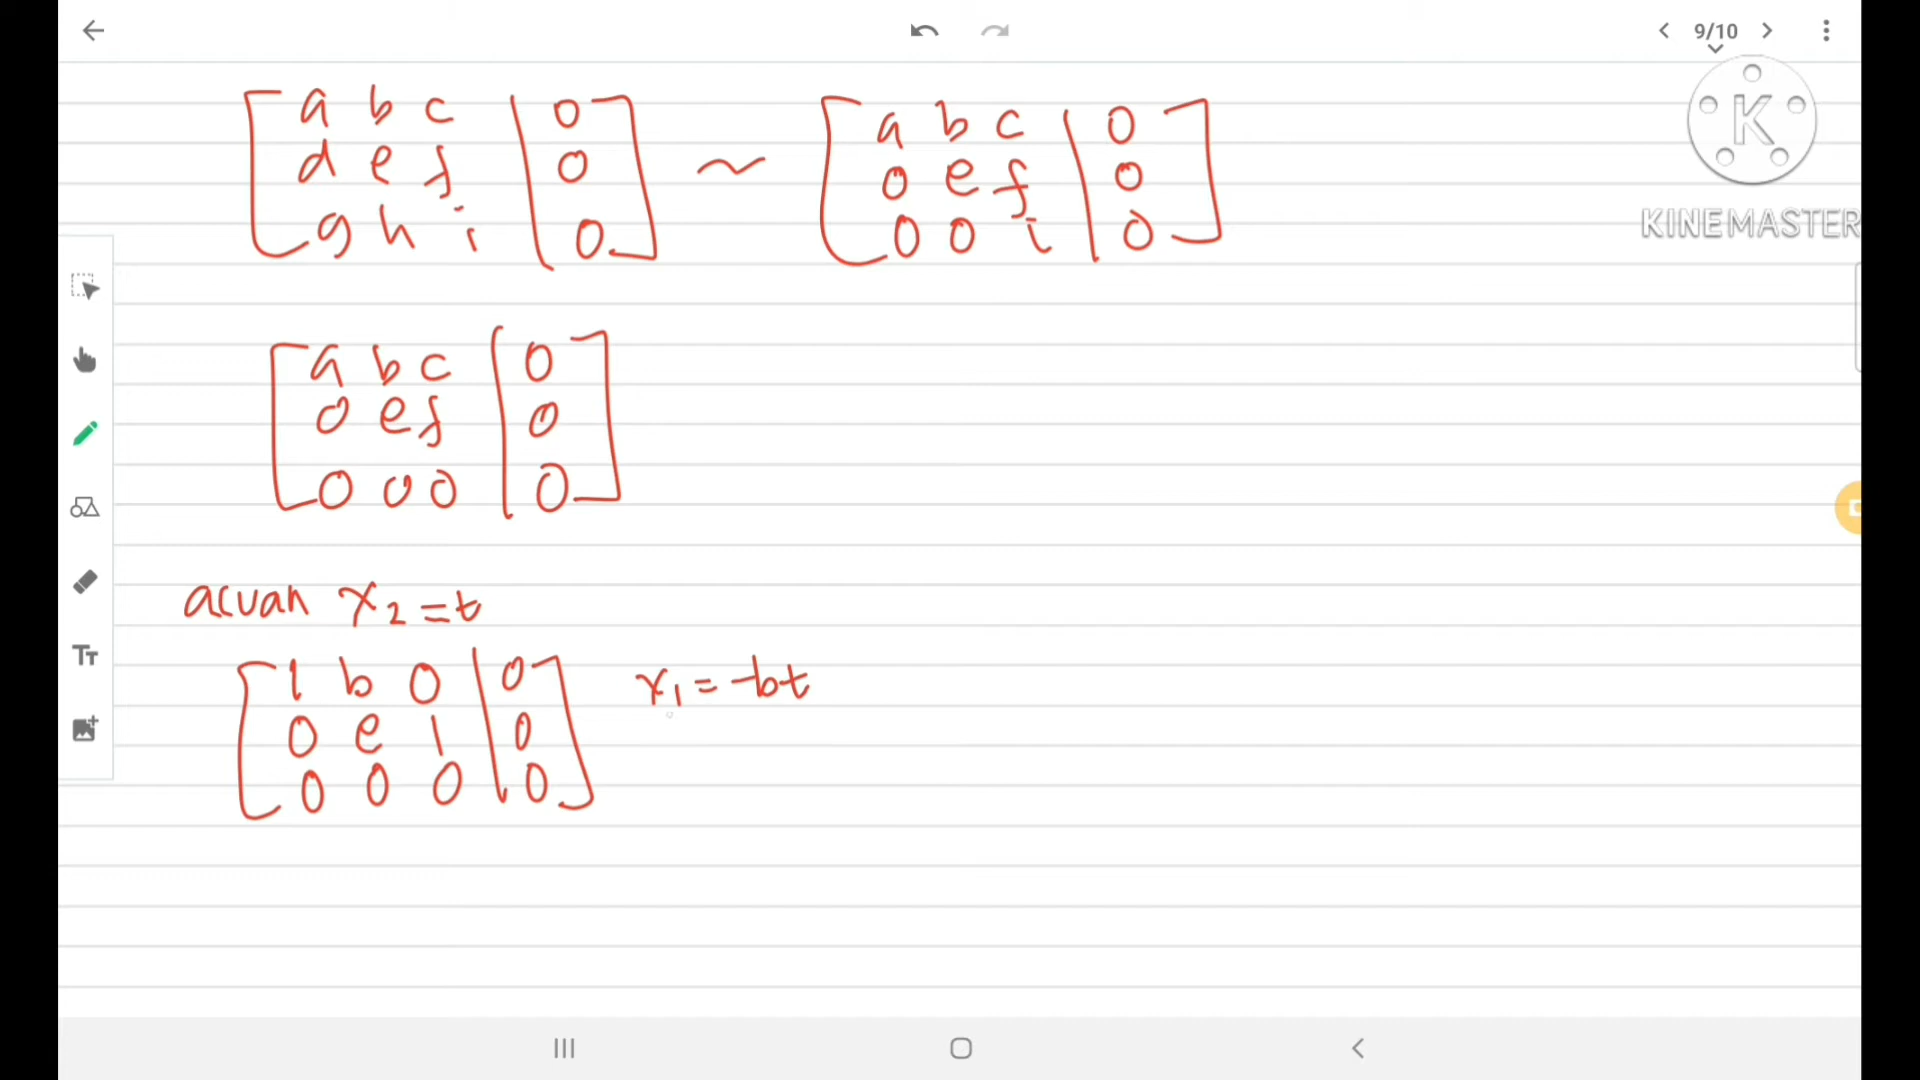 9/10
K
KINEMASTER
[ a b c | 0 ] ~ [ a b c | 0 ]
[ d e f | 0 ] [ 0 e f | 0 ]
[ g h i | 0 ] [ 0 0 i | 0 ]
[ a b c | 0 ]
[ 0 e f | 0 ]
[ 0 0 0 | 0 ]
acuan x₂ = t
[ 1 b 0 | 0 ] x₁ = -bt
[ 0 e 1 | 0 ]
[ 0 0 0 | 0 ]
Tт